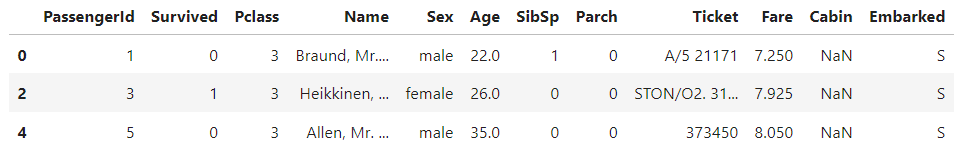 PassengerId Survived Pclass Name Sex Age SibSp Parch Ticket Fare Cabin Embarked
0 1 0 3 Braund, Mr.... male 22.0 1 0 A/5 21171 7.250 NaN S
2 3 1 3 Heikkinen, ... female 26.0 0 0 STON/O2. 31... 7.925 NaN S
4 5 0 3 Allen, Mr. ... male 35.0 0 0 373450 8.050 NaN S